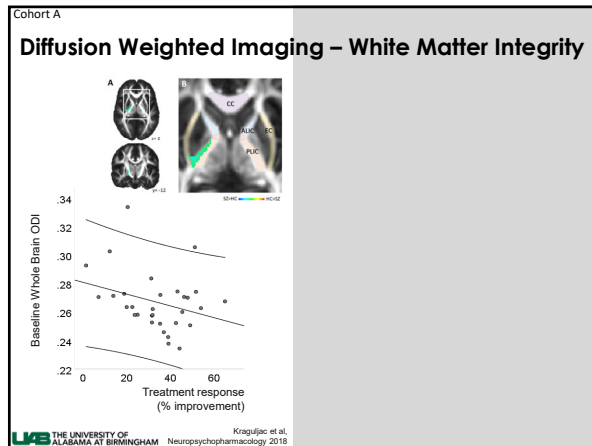 Cohort A
Diffusion Weighted Imaging – White Matter Integrity
A
B
CC
ALIC
EC
PLIC
y= -12
SZ>HC
HC>SZ
Baseline Whole Brain ODI
.34
.32
.30
.28
.26
.24
.22
0
20
40
60
Treatment response
(% improvement)
UAB THE UNIVERSITY OF
ALABAMA AT BIRMINGHAM
Kraguljac et al,
Neuropsychopharmacology 2018